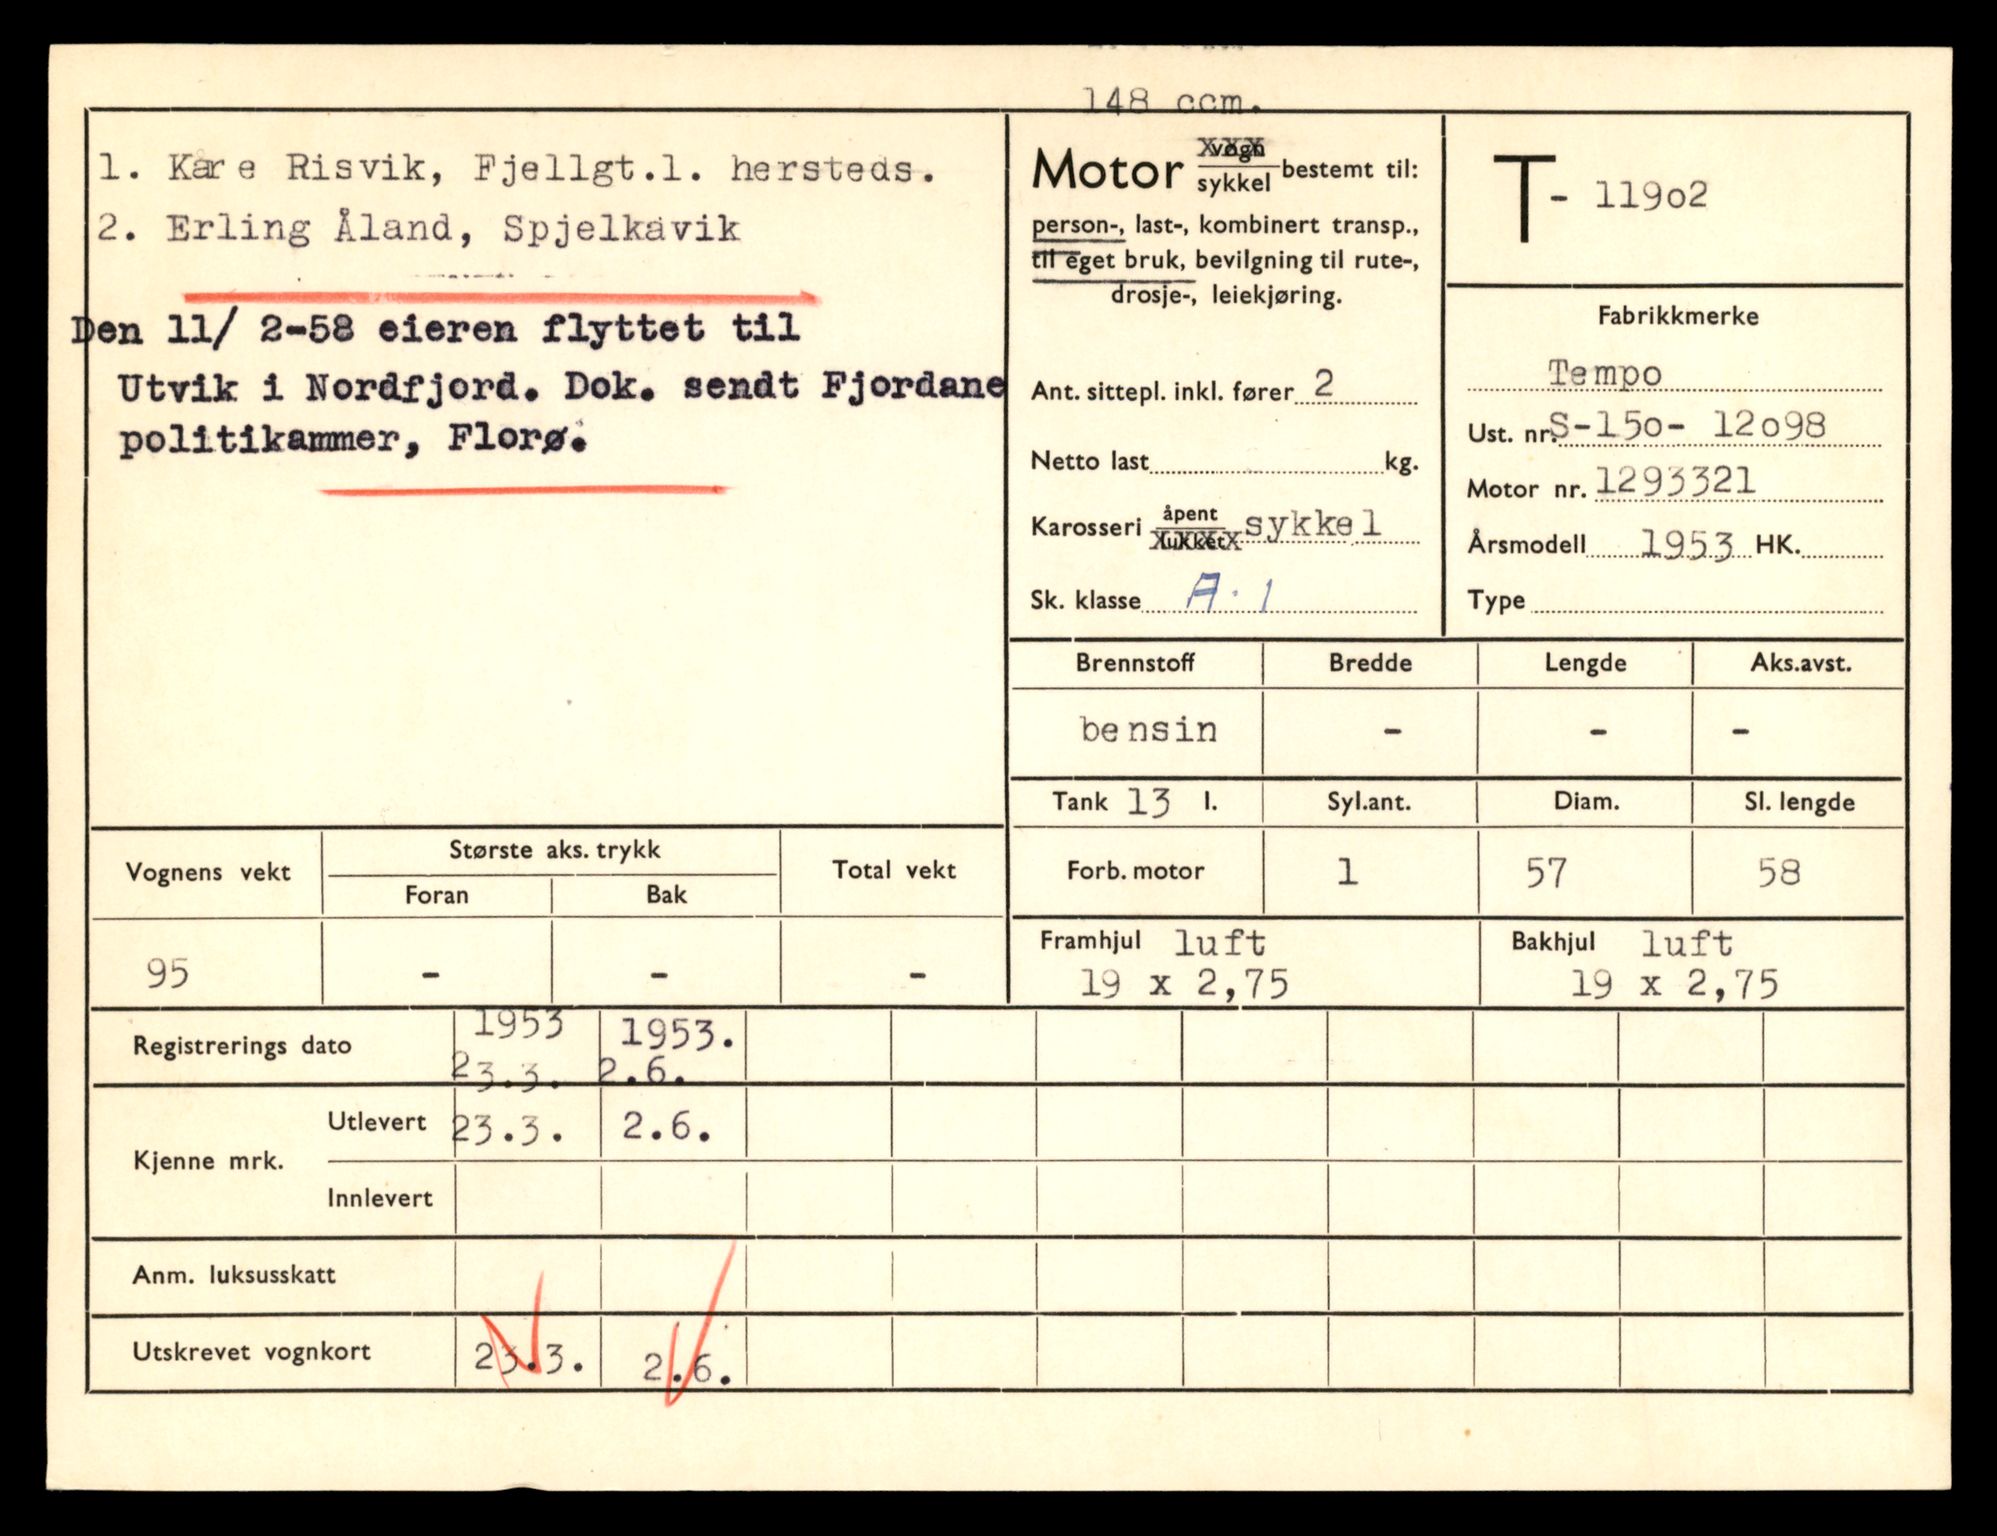 148 ccm.
1. Kåre Risvik, Fjellgt.1. hersteds.
2. Erling Åland, Spjelkavik
Den 11/ 2-58 eieren flyttet til
Utvik i Nordfjord. Dok. sendt Fjordane
politikammer, Florø.
Motor vogn/sykkel bestemt til:
person-, last-, kombinert transp.,
til eget bruk, bevilgning til rute-,
drosje-, leiekjøring.
Ant. sittepl. inkl. fører 2
Netto last kg.
Karosseri åpent/lukket sykkel
Sk. klasse A. 1
T- 119o2
Fabrikkmerke
Tempo
Ust. nr. S-15o- 12o98
Motor nr. 1293321
Årsmodell 1953 HK.
Type
Brennstoff Bredde Lengde Aks.avst.
bensin - - -
Tank 13 l. Syl.ant. Diam. Sl. lengde
Forb. motor 1 57 58
Framhjul luft Bakhjul luft
19 x 2,75 19 x 2,75
Vognens vekt Største aks. trykk Total vekt
Foran Bak
95 - - -
1953 1953.
Registrerings dato 23.3. 2.6.
Kjenne mrk. Utlevert 23.3. 2.6.
Innlevert
Anm. luksusskatt
Utskrevet vognkort 23.3. 2.6.